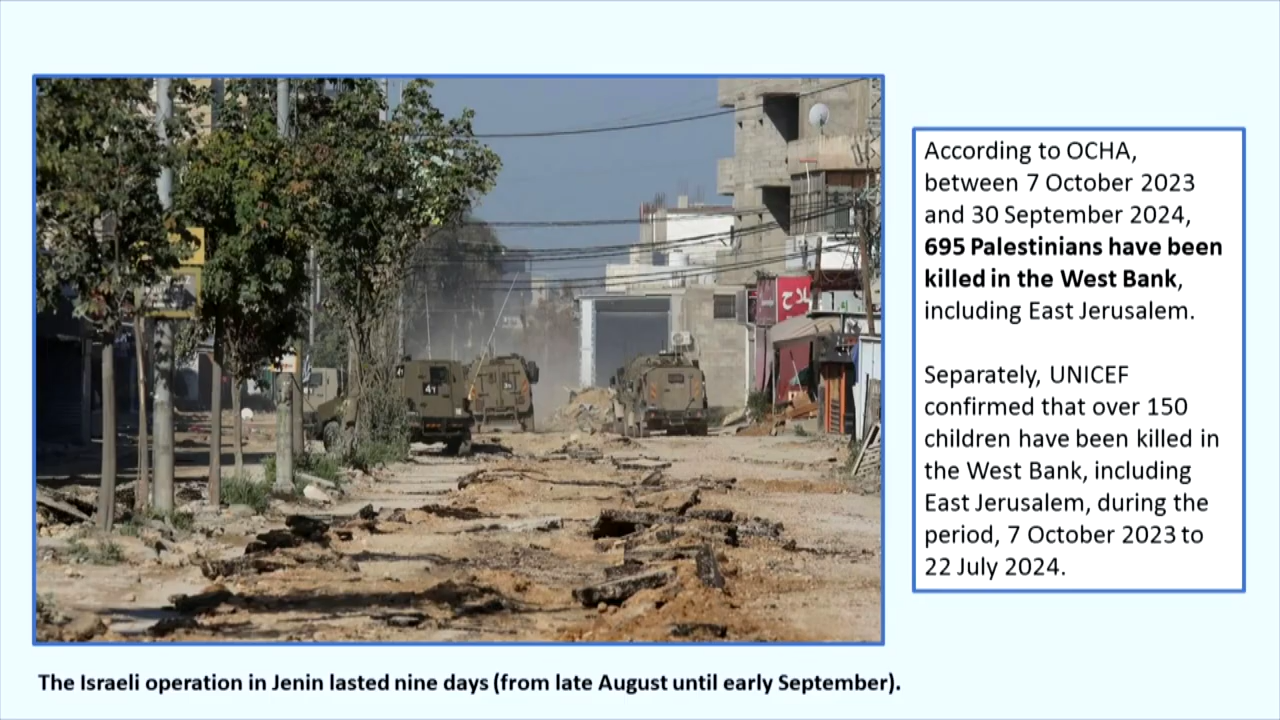 لاح
According to OCHA,
between 7 October 2023
and 30 September 2024,
695 Palestinians have been
killed in the West Bank,
including East Jerusalem.
Separately, UNICEF
confirmed that over 150
children have been killed in
the West Bank, including
East Jerusalem, during the
period, 7 October 2023 to
22 July 2024.
The Israeli operation in Jenin lasted nine days (from late August until early September).